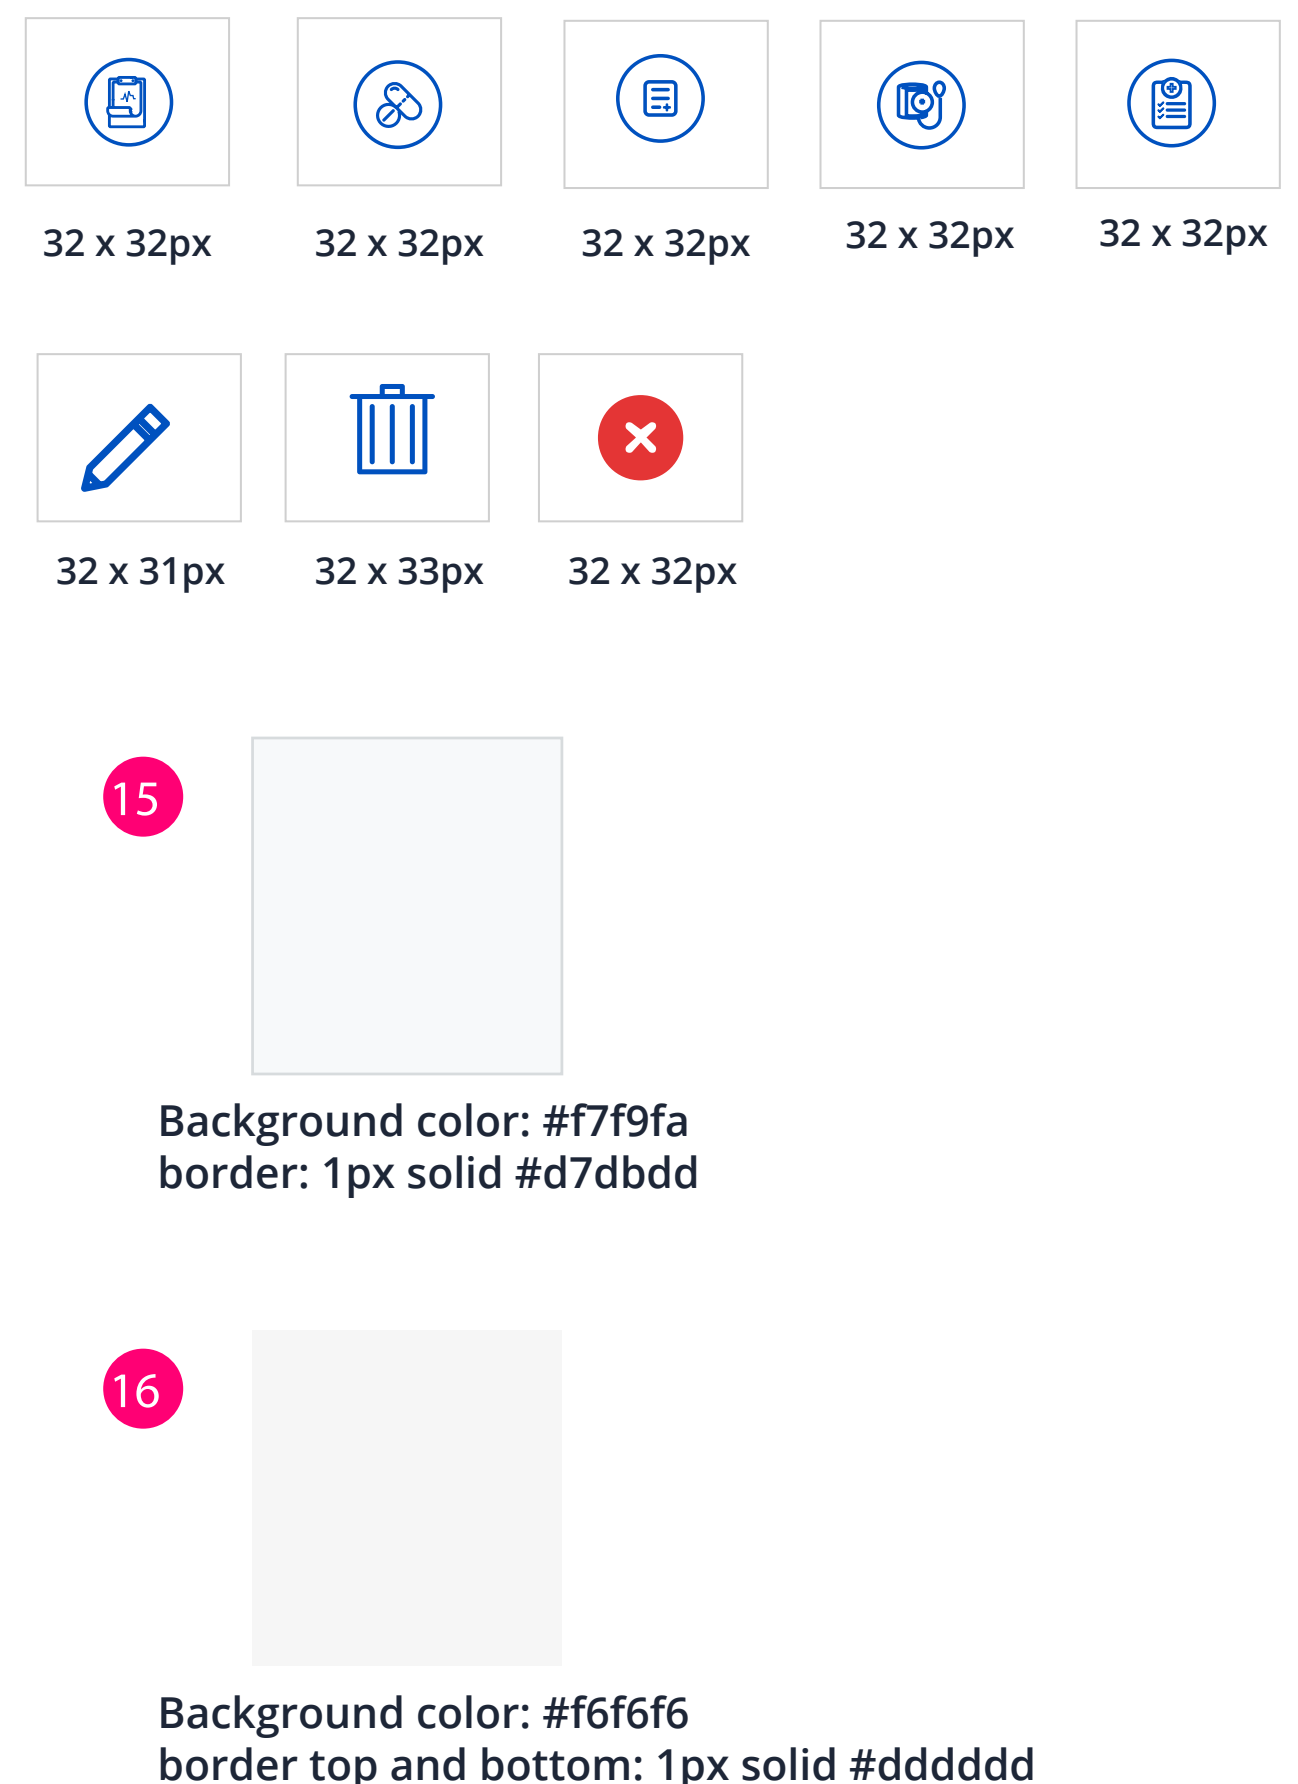 32 x 32px
32 x 32px
32 x 32px
32 x 32px
32 x 32px
32 x 31px
32 x 33px
32 x 32px
15
Background color: #f7f9fa
border: 1px solid #d7dbdd
16
Background color: #f6f6f6
border top and bottom: 1px solid #dddddd